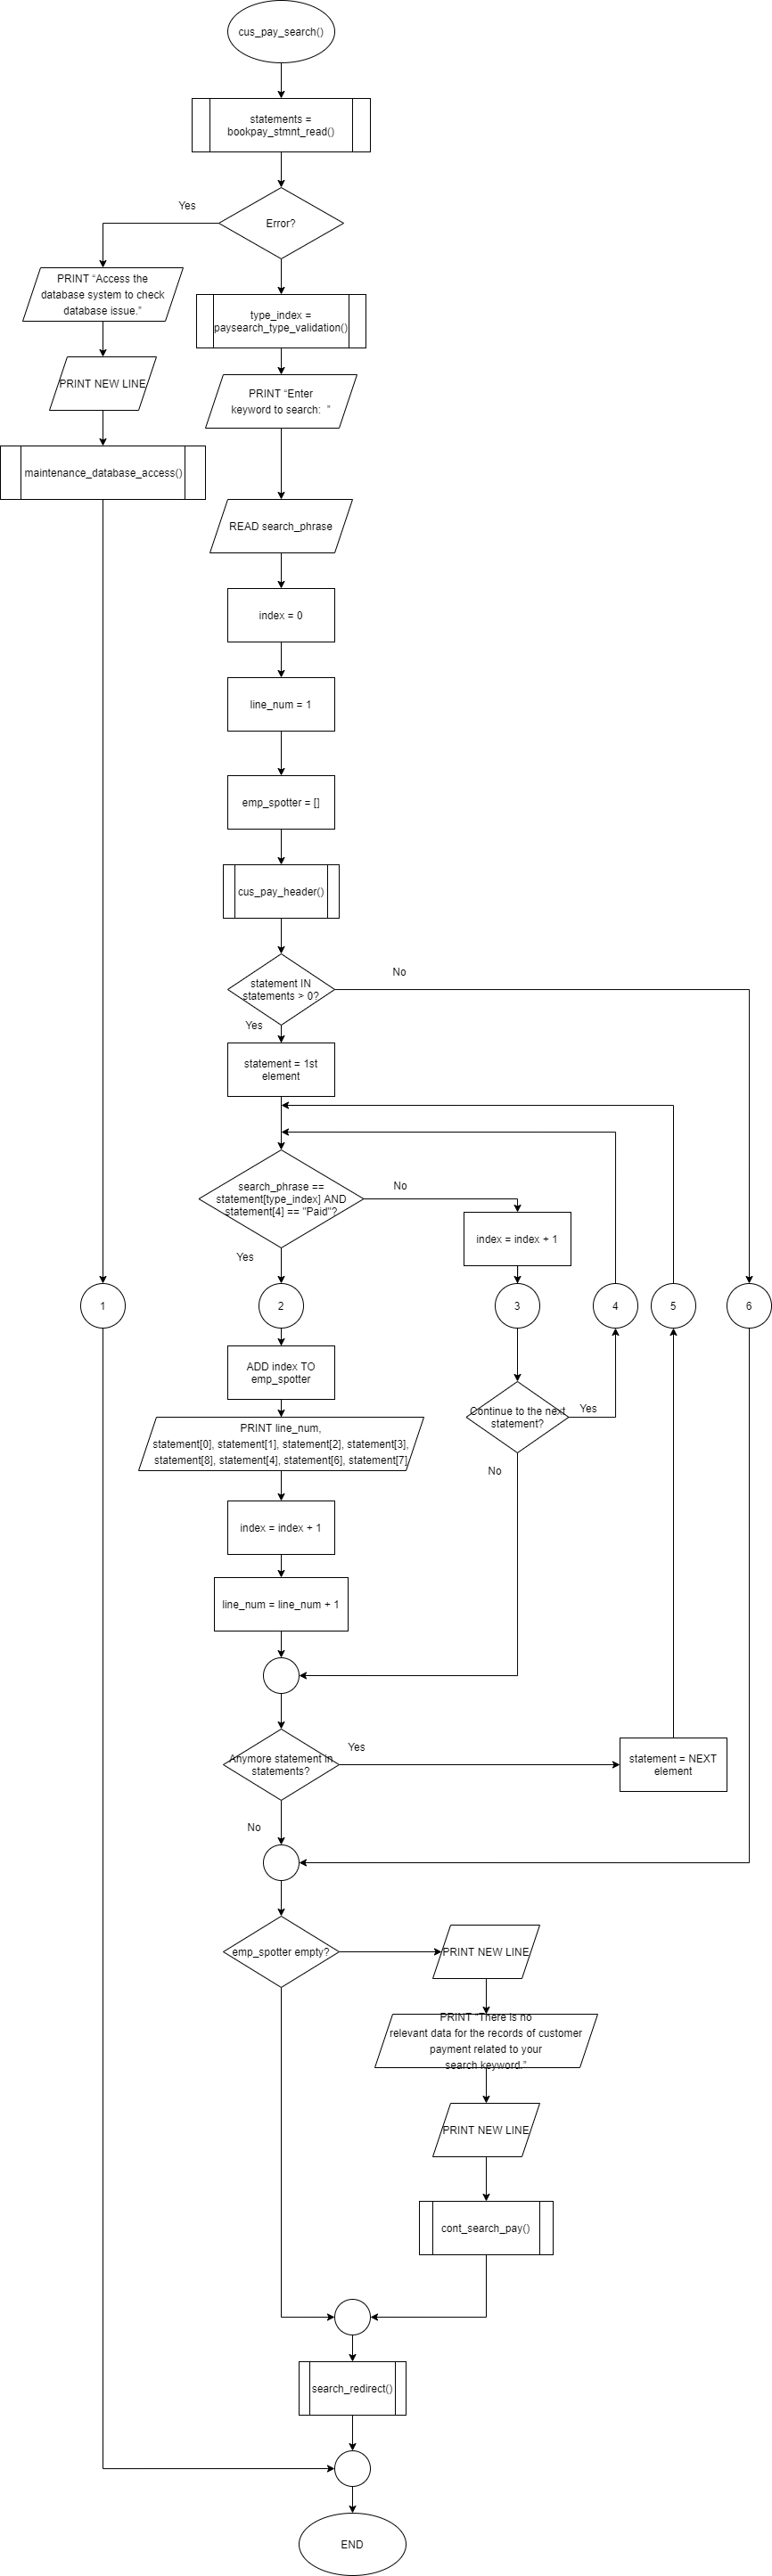 cus_pay_search()
statements =
bookpay_stmnt_read()
Yes
Error?
PRINT “Access the
database system to check
database issue.”
type_index =
paysearch_type_validation()
PRINT NEW LINE
PRINT “Enter
keyword to search:  ”
maintenance_database_access()
READ search_phrase
index = 0
line_num = 1
emp_spotter = []
cus_pay_header()
No
statement IN
statements > 0?
Yes
statement = 1st
element
search_phrase ==
statement[type_index] AND
statement[4] == "Paid"?
No
index = index + 1
Yes
1
2
3
4
5
6
ADD index TO
emp_spotter
Continue to the next
statement?
Yes
PRINT line_num,
statement[0], statement[1], statement[2], statement[3],
statement[8], statement[4], statement[6], statement[7]
No
index = index + 1
line_num = line_num + 1
Anymore statement in
statements?
Yes
statement = NEXT
element
No
emp_spotter empty?
PRINT NEW LINE
PRINT “There is no
relevant data for the records of customer
payment related to your
search keyword.”
PRINT NEW LINE
cont_search_pay()
search_redirect()
END